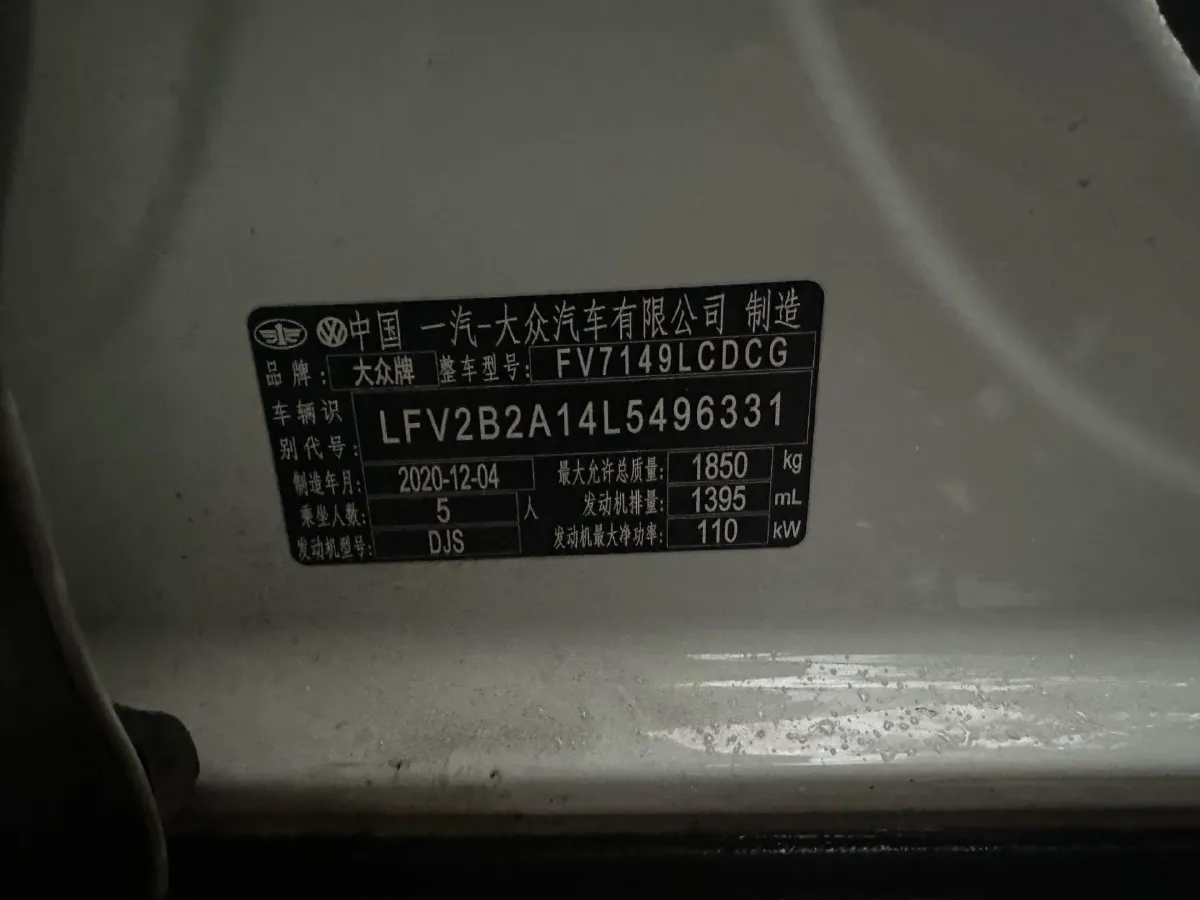 中国 一汽-大众汽车有限公司 制造
品牌: 大众牌 整车型号: FV7149LCDCG
车辆识别代号: LFV2B2A14L5496331
制造年月: 2020-12-04 最大允许总质量: 1850 kg
乘坐人数: 5 人 发动机排量: 1395 mL
发动机型号: DJS 发动机最大净功率: 110 kW